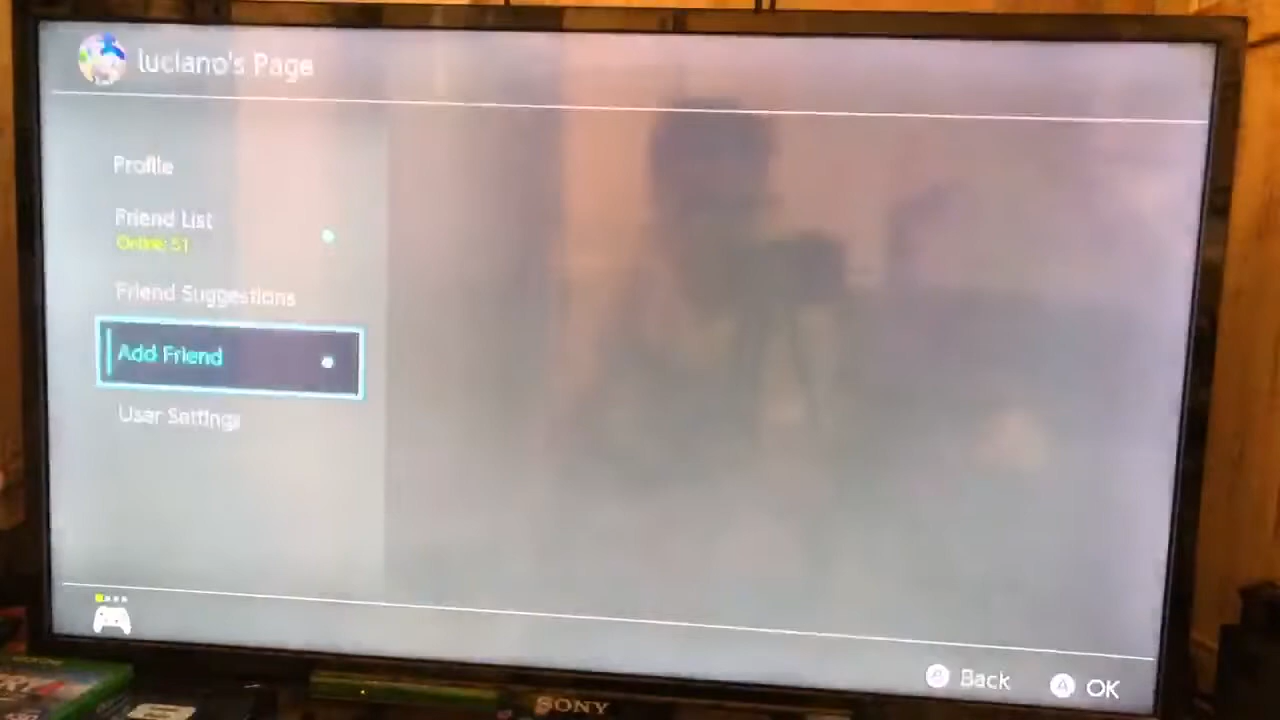 luciano's Page
Profile
Friend List
Online: 51
Friend Suggestions
Add Friend
User Settings
Back
A OK
SONY